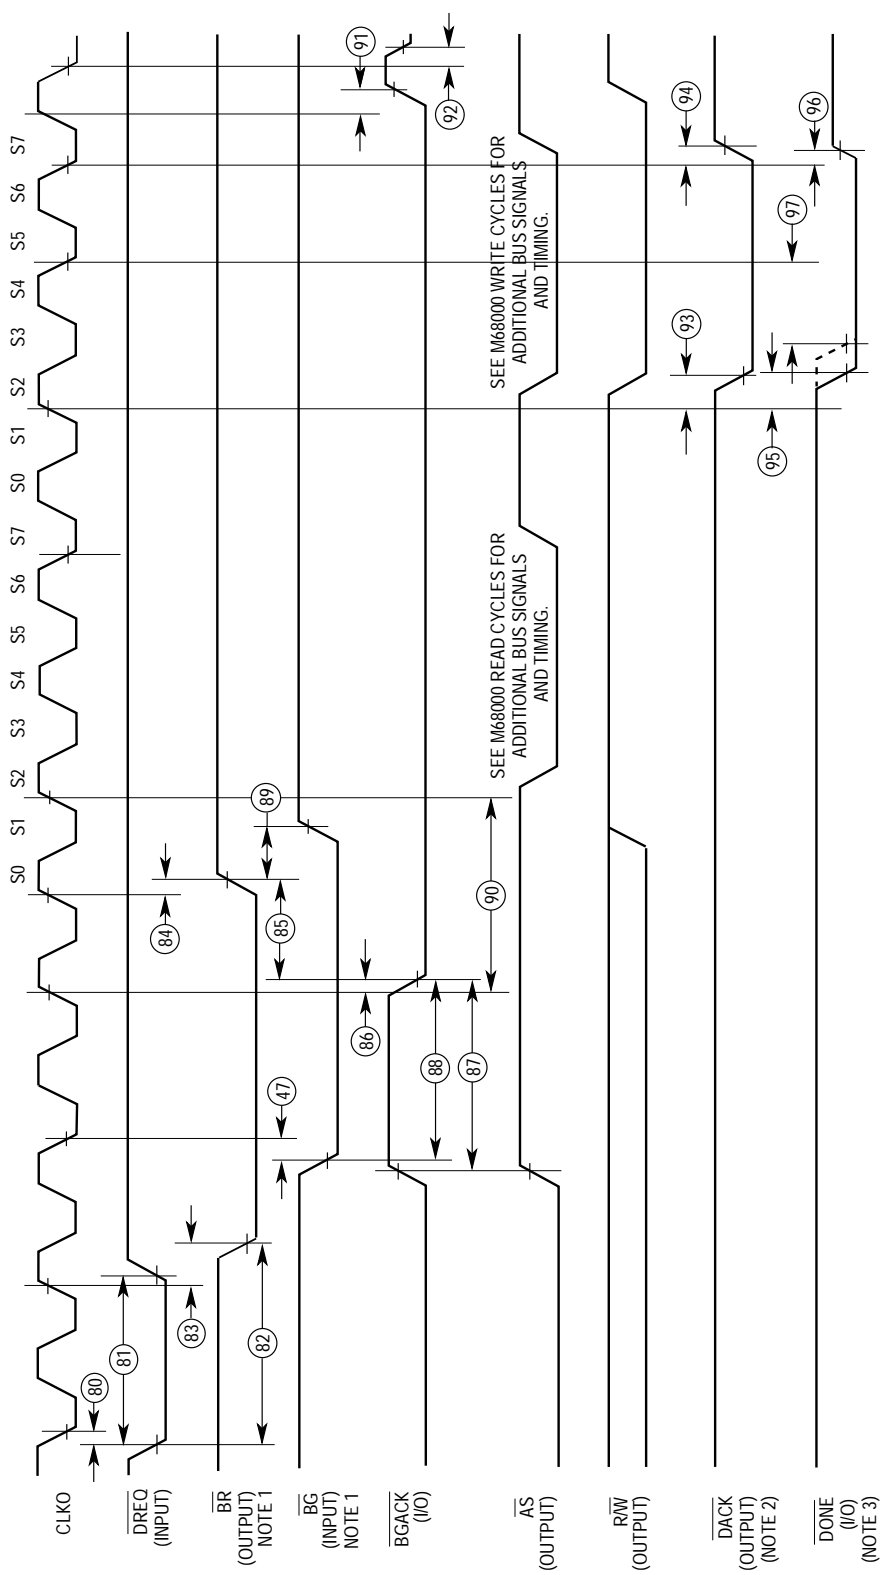 S0 S1 S2 S3 S4 S5 S6 S7 S0 S1 S2 S3 S4 S5 S6 S7
CLKO
80
81
DREQ
(INPUT)
84
83
BR
(OUTPUT)
NOTE 1
82
89
47
85
BG
(INPUT)
NOTE 1
91
86
BGACK
(I/O)
88
92
87
90
SEE M68000 READ CYCLES FOR
ADDITIONAL BUS SIGNALS
AND TIMING.
SEE M68000 WRITE CYCLES FOR
ADDITIONAL BUS SIGNALS
AND TIMING.
AS
(OUTPUT)
R/W
(OUTPUT)
93
94
DACK
(OUTPUT)
(NOTE 2)
95
97
96
DONE
(I/O)
(NOTE 3)